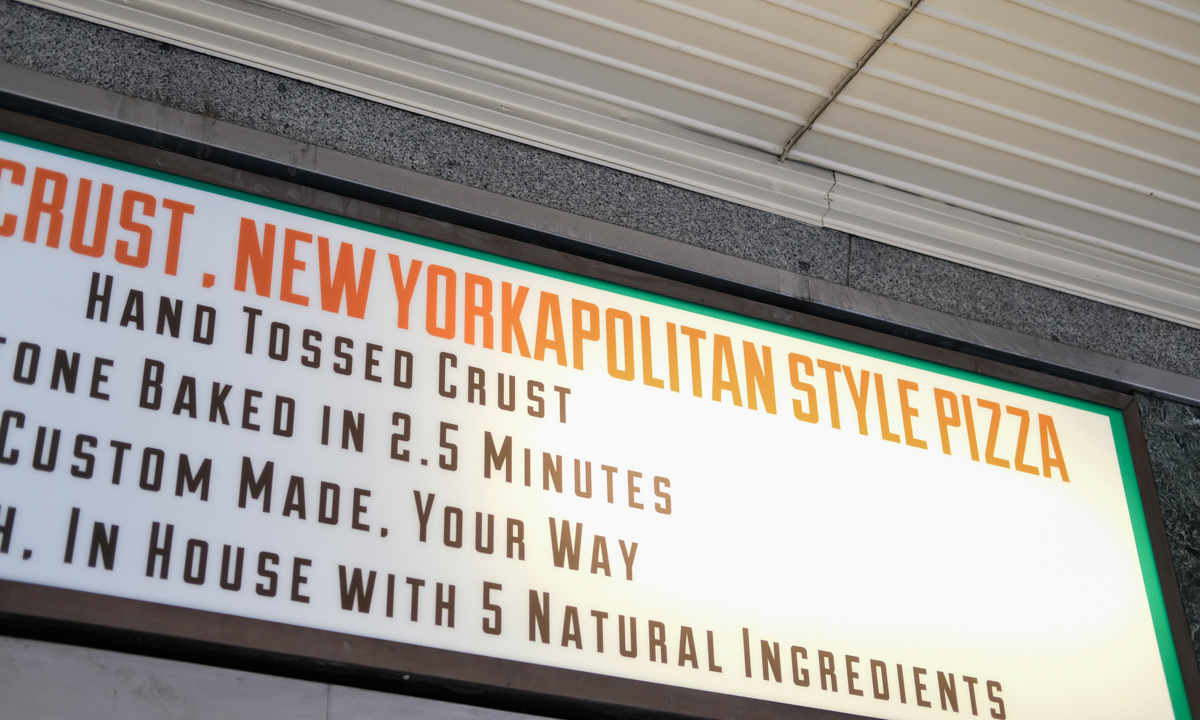 CRUST, NEW YORKAPOLITAN STYLE PIZZA
HAND TOSSED CRUST
BAKED IN 2.5 MINUTES
CUSTOM MADE, YOUR WAY
IN HOUSE WITH 5 NATURAL INGREDIENTS